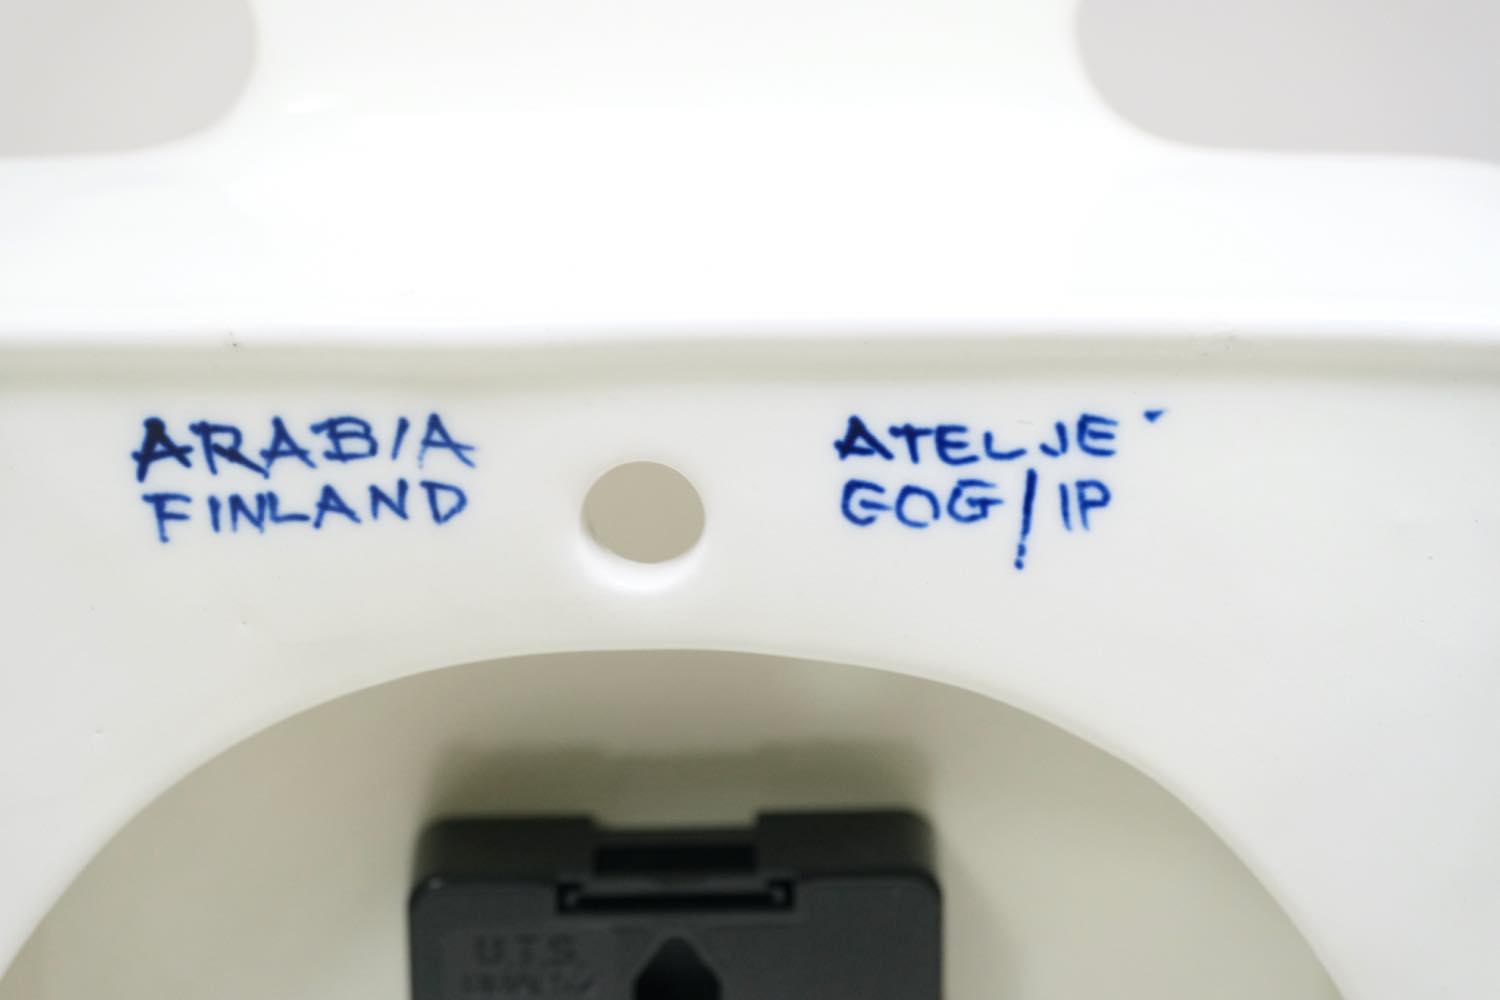 ARABIA
FINLAND
ATELJE´
GOG/IP
U.T.S.